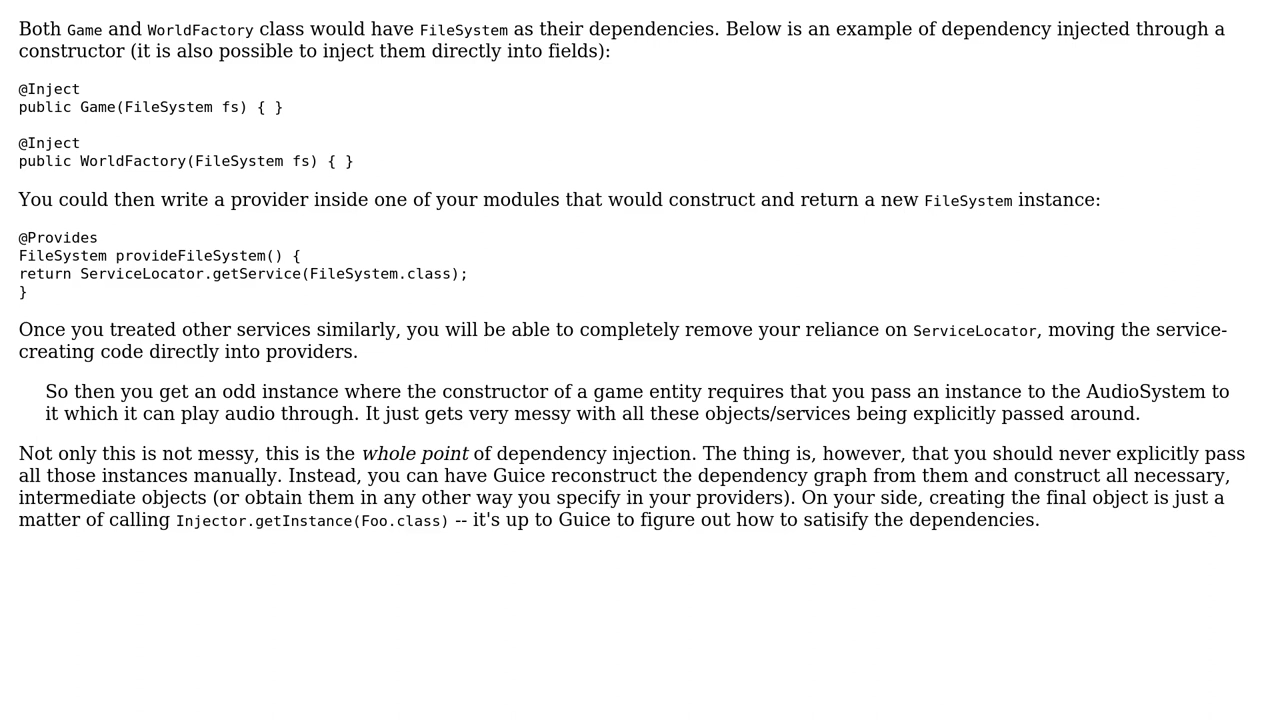 Both Game and WorldFactory class would have FileSystem as their dependencies. Below is an example of dependency injected through a
constructor (it is also possible to inject them directly into fields):
@Inject
public Game(FileSystem fs) { }
@Inject
public WorldFactory(FileSystem fs) { }
You could then write a provider inside one of your modules that would construct and return a new FileSystem instance:
@Provides
FileSystem provideFileSystem() {
return ServiceLocator.getService(FileSystem.class);
}
Once you treated other services similarly, you will be able to completely remove your reliance on ServiceLocator, moving the service-
creating code directly into providers.
So then you get an odd instance where the constructor of a game entity requires that you pass an instance to the AudioSystem to
it which it can play audio through. It just gets very messy with all these objects/services being explicitly passed around.
Not only this is not messy, this is the whole point of dependency injection. The thing is, however, that you should never explicitly pass
all those instances manually. Instead, you can have Guice reconstruct the dependency graph from them and construct all necessary,
intermediate objects (or obtain them in any other way you specify in your providers). On your side, creating the final object is just a
matter of calling Injector.getInstance(Foo.class) -- it's up to Guice to figure out how to satisify the dependencies.